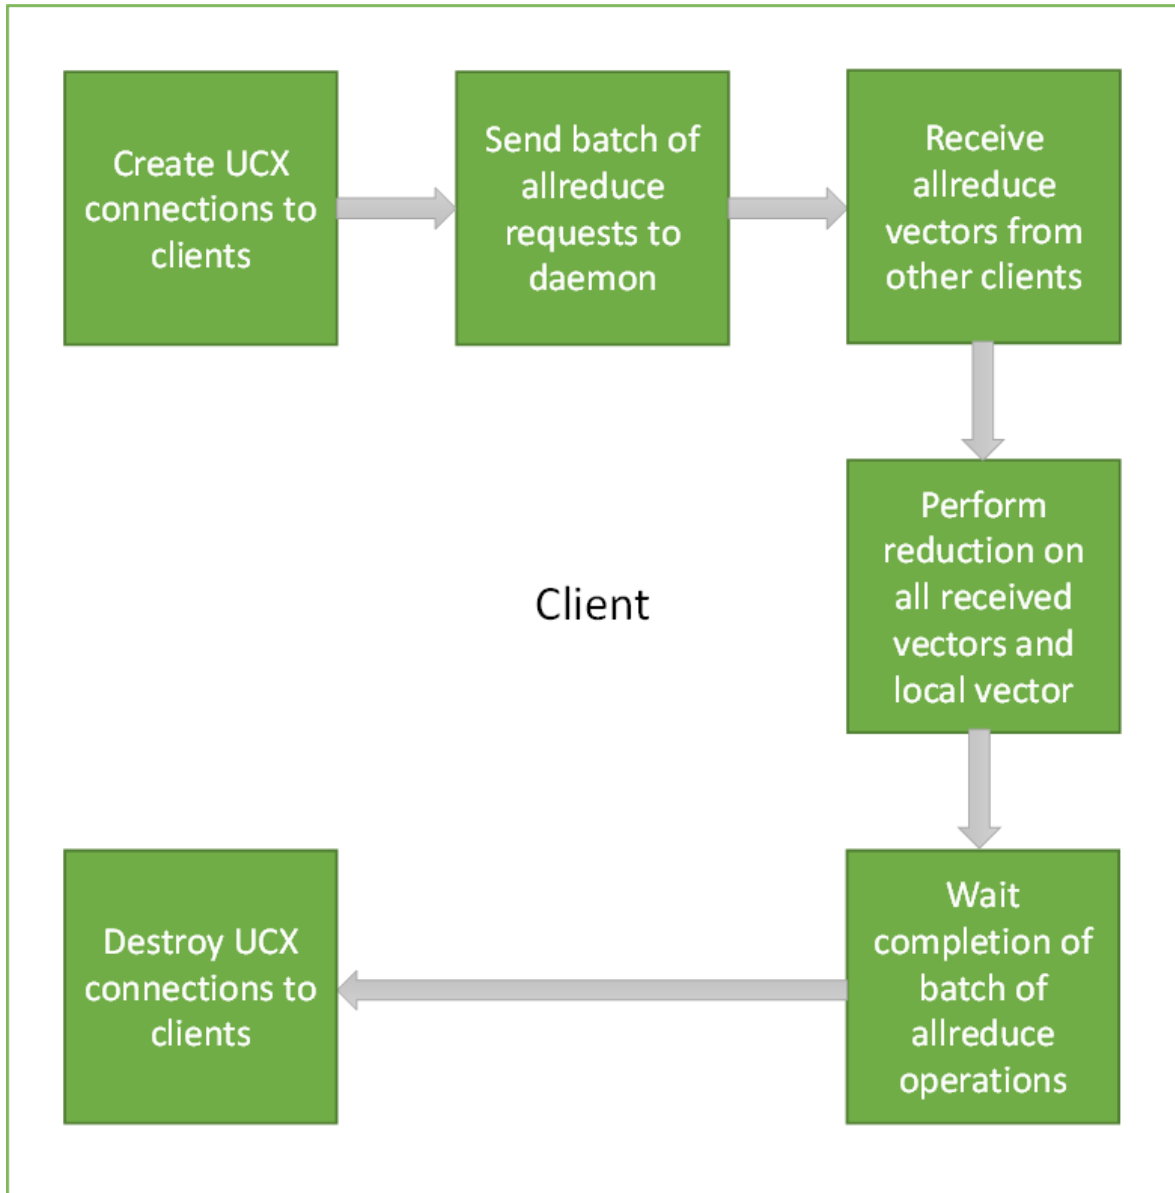 Create UCX
connections to
clients
Send batch of
allreduce
requests to
daemon
Receive
allreduce
vectors from
other clients
Perform
reduction on
all received
vectors and
local vector
Client
Wait
completion of
batch of
allreduce
operations
Destroy UCX
connections to
clients